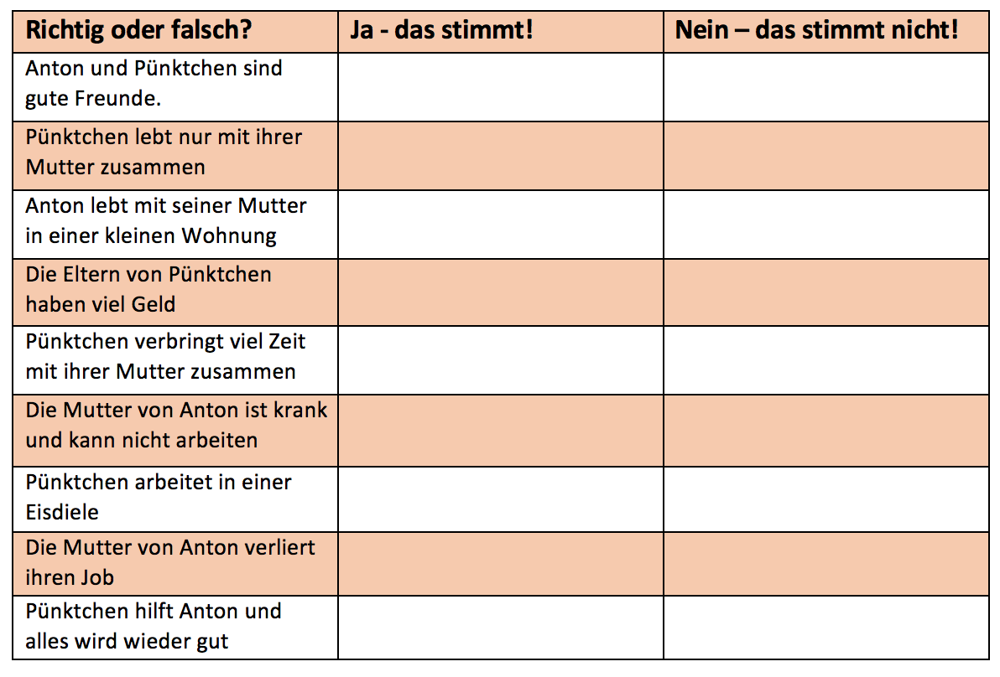 Richtig oder falsch? Ja - das stimmt! Nein – das stimmt nicht!
Anton und Pünktchen sind
gute Freunde.
Pünktchen lebt nur mit ihrer
Mutter zusammen
Anton lebt mit seiner Mutter
in einer kleinen Wohnung
Die Eltern von Pünktchen
haben viel Geld
Pünktchen verbringt viel Zeit
mit ihrer Mutter zusammen
Die Mutter von Anton ist krank
und kann nicht arbeiten
Pünktchen arbeitet in einer
Eisdiele
Die Mutter von Anton verliert
ihren Job
Pünktchen hilft Anton und
alles wird wieder gut